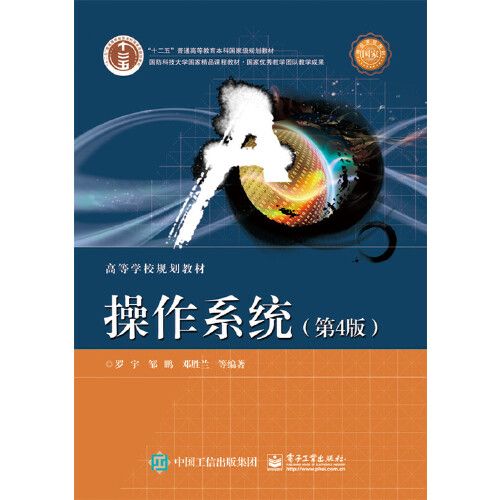 “十二五”普通高等教育本科国家级规划教材
国防科技大学国家精品课程教材·国家优秀教学团队教学成果
国家
高等学校规划教材
操作系统（第4版）
罗 宇 邹 鹏 邓胜兰 等编著
中国工信出版集团
电子工业出版社